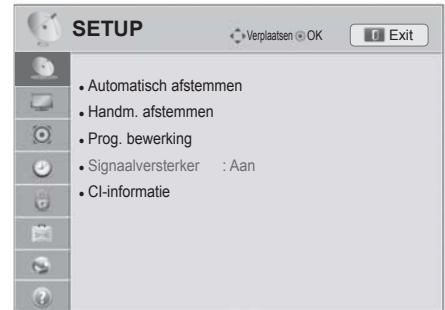 SETUP
Verplaatsen OK
Exit
• Automatisch afstemmen
• Handm. afstemmen
• Prog. bewerking
• Signaalversterker : Aan
• CI-informatie